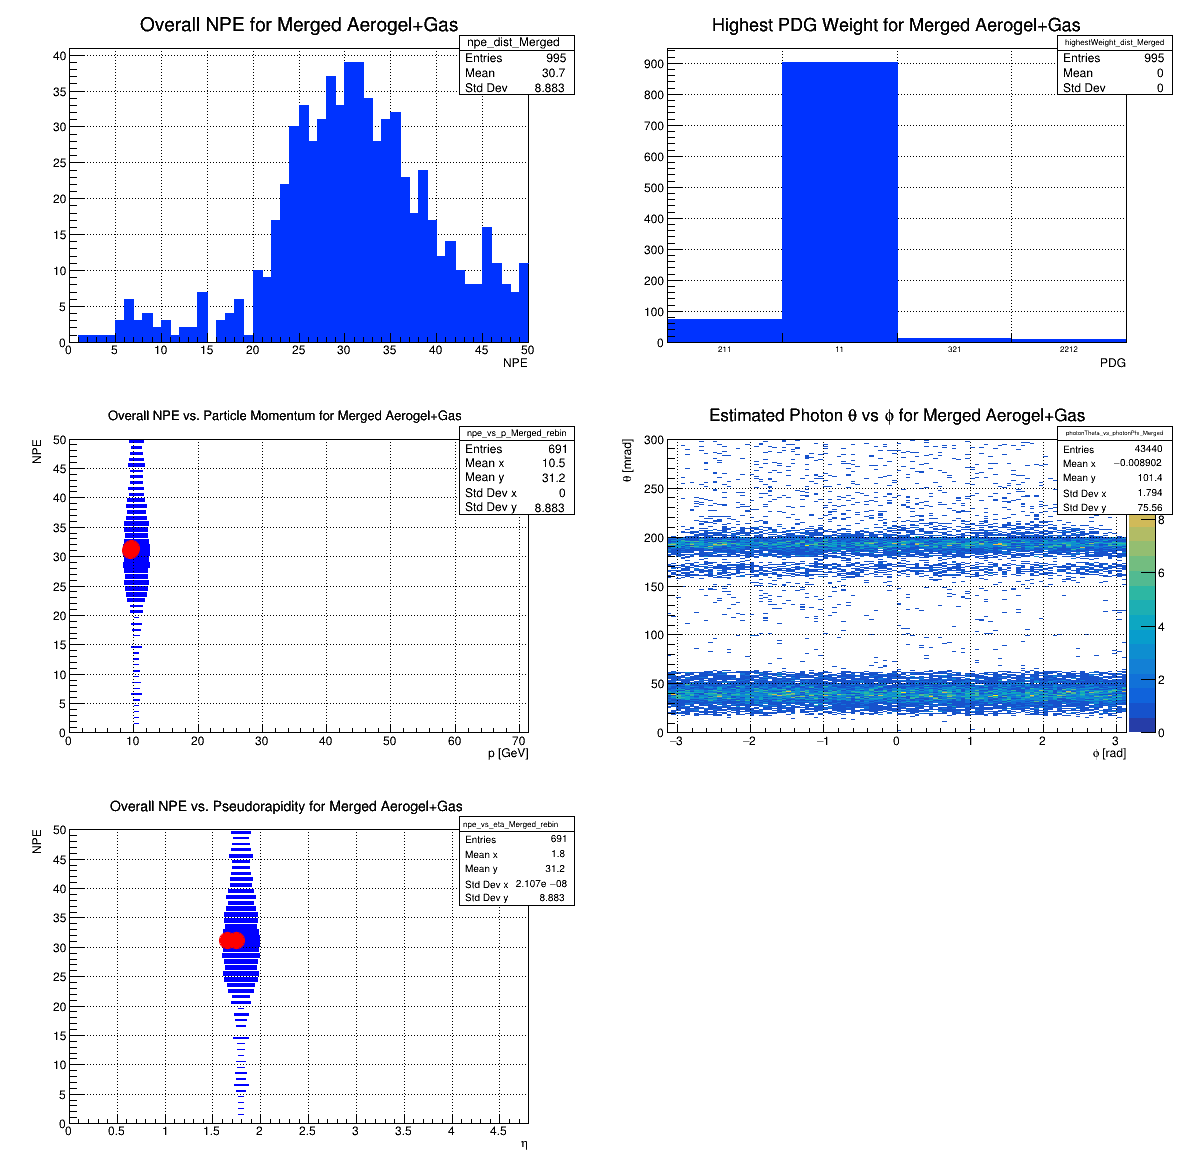 Overall NPE for Merged Aerogel+Gas
npe_dist_Merged
Entries 995
Mean 30.7
Std Dev 8.883
40
35
30
25
20
15
10
5
0
0 5 10 15 20 25 30 35 40 45 50
NPE
Highest PDG Weight for Merged Aerogel+Gas
highestWeight_dist_Merged
Entries 995
Mean 0
Std Dev 0
900
800
700
600
500
400
300
200
100
0
211 11 321 2212
PDG
Overall NPE vs. Particle Momentum for Merged Aerogel+Gas
npe_vs_p_Merged_rebin
Entries 691
Mean x 10.5
Mean y 31.2
Std Dev x 0
Std Dev y 8.883
NPE
50
45
40
35
30
25
20
15
10
5
0
0 10 20 30 40 50 60 70
p [GeV]
Estimated Photon θ vs ϕ for Merged Aerogel+Gas
photonTheta_vs_photonPhi_Merged
Entries 43440
Mean x −0.008902
Mean y 101.4
Std Dev x 1.794
Std Dev y 75.56
θ [mrad]
300
250
200
150
100
50
0
−3 −2 −1 0 1 2 3
ϕ [rad]
8
6
4
2
0
Overall NPE vs. Pseudorapidity for Merged Aerogel+Gas
npe_vs_eta_Merged_rebin
Entries 691
Mean x 1.8
Mean y 31.2
Std Dev x 2.107e −08
Std Dev y 8.883
NPE
50
45
40
35
30
25
20
15
10
5
0
0 0.5 1 1.5 2 2.5 3 3.5 4 4.5
η